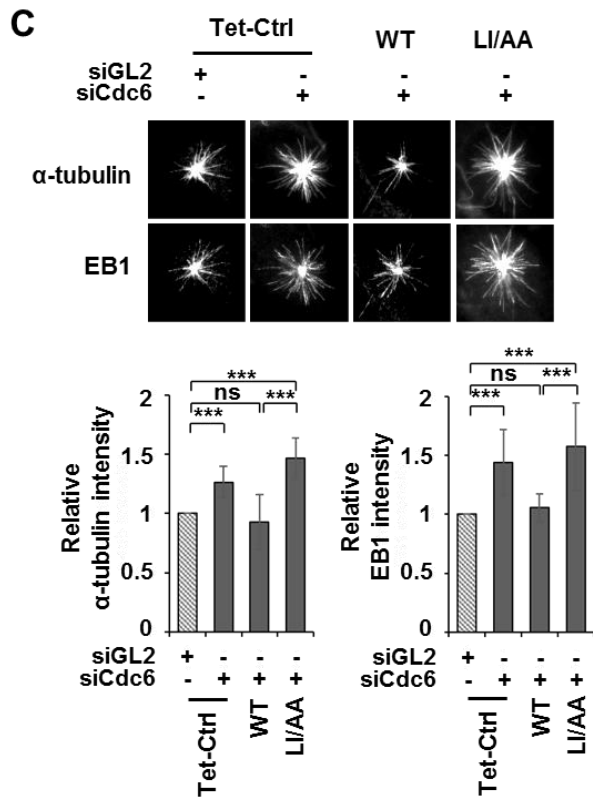 C
Tet-Ctrl WT LI/AA
siGL2 + - - -
siCdc6 - + + +
α-tubulin
EB1
***
ns ***
***
2
1.5
1
0.5
0
Relative
α-tubulin intensity
siGL2 + - - -
siCdc6 - + + +
Tet-Ctrl
WT
LI/AA
***
ns ***
***
2
1.5
1
0.5
0
Relative
EB1 intensity
siGL2 + - - -
siCdc6 - + + +
Tet-Ctrl
WT
LI/AA